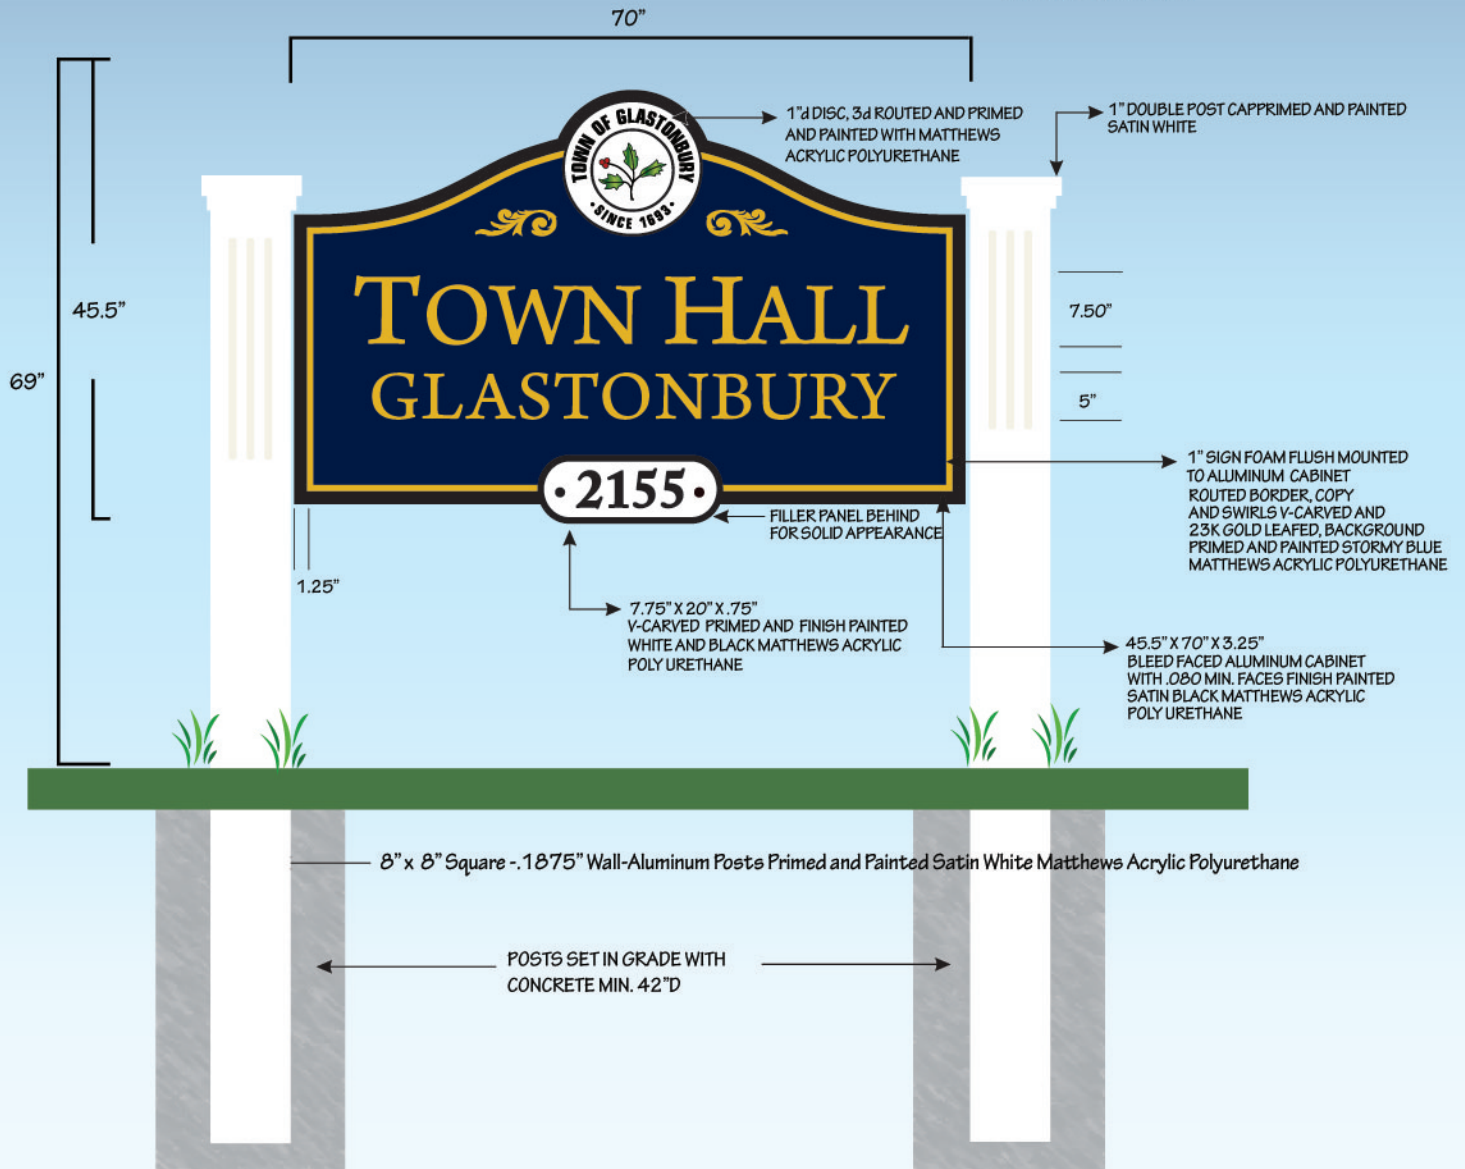 70"
1"d DISC, 3d ROUTED AND PRIMED
AND PAINTED WITH MATTHEWS
ACRYLIC POLYURETHANE
1" DOUBLE POST CAPPRIMED AND PAINTED
SATIN WHITE
TOWN OF GLASTONBURY
• SINCE 1693 •
TOWN HALL
GLASTONBURY
• 2155 •
45.5"
69"
7.50"
5"
1" SIGN FOAM FLUSH MOUNTED
TO ALUMINUM CABINET
ROUTED BORDER, COPY
AND SWIRLS V-CARVED AND
23K GOLD LEAFED, BACKGROUND
PRIMED AND PAINTED STORMY BLUE
MATTHEWS ACRYLIC POLYURETHANE
FILLER PANEL BEHIND
FOR SOLID APPEARANCE
1.25"
7.75" X 20" X .75"
V-CARVED PRIMED AND FINISH PAINTED
WHITE AND BLACK MATTHEWS ACRYLIC
POLY URETHANE
45.5" X 70" X 3.25"
BLEED FACED ALUMINUM CABINET
WITH .080 MIN. FACES FINISH PAINTED
SATIN BLACK MATTHEWS ACRYLIC
POLY URETHANE
8" x 8" Square -.1875" Wall-Aluminum Posts Primed and Painted Satin White Matthews Acrylic Polyurethane
POSTS SET IN GRADE WITH
CONCRETE MIN. 42"D